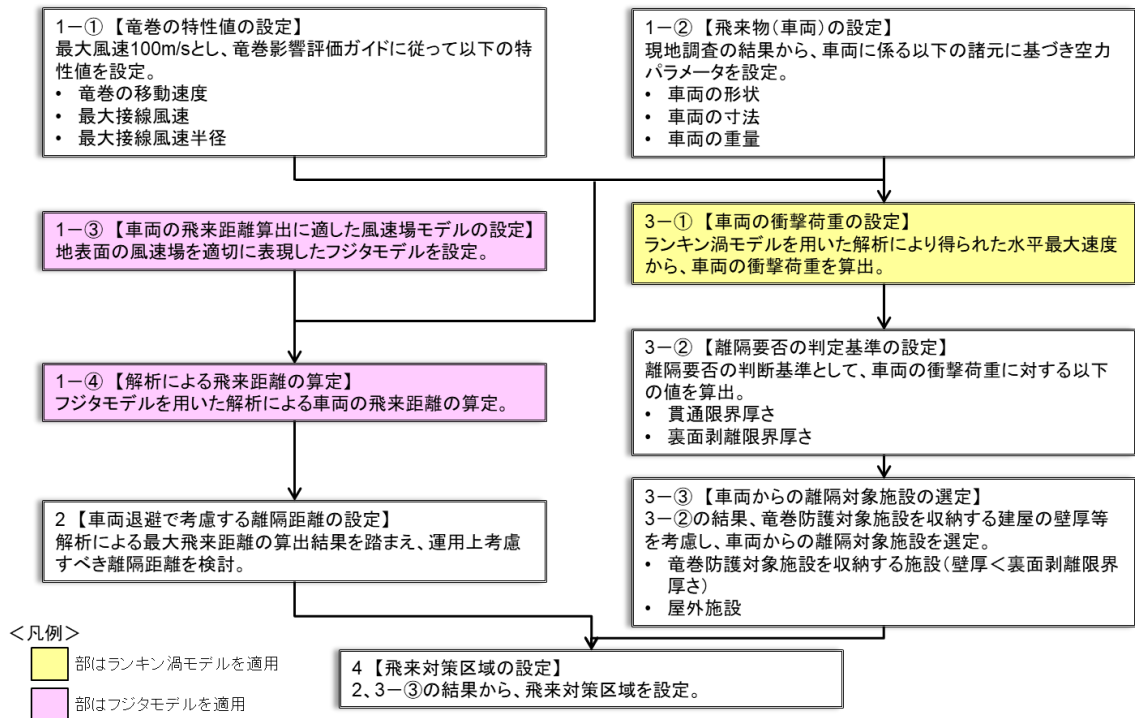 1－① 【竜巻の特性値の設定】
最大風速100m/sとし、竜巻影響評価ガイドに従って以下の特
性値を設定。
• 竜巻の移動速度
• 最大接線風速
• 最大接線風速半径
1－② 【飛来物（車両）の設定】
現地調査の結果から、車両に係る以下の諸元に基づき空力
パラメータを設定。
• 車両の形状
• 車両の寸法
• 車両の重量
1－③ 【車両の飛来距離算出に適した風速場モデルの設定】
地表面の風速場を適切に表現したフジタモデルを設定。
3－① 【車両の衝撃荷重の設定】
ランキン渦モデルを用いた解析により得られた水平最大速度
から、車両の衝撃荷重を算出。
1－④ 【解析による飛来距離の算定】
フジタモデルを用いた解析による車両の飛来距離の算定。
3－② 【離隔要否の判定基準の設定】
離隔要否の判断基準として、車両の衝撃荷重に対する以下
の値を算出。
• 貫通限界厚さ
• 裏面剥離限界厚さ
2 【車両退避で考慮する離隔距離の設定】
解析による最大飛来距離の算出結果を踏まえ、運用上考慮
すべき離隔距離を検討。
3－③ 【車両からの離隔対象施設の選定】
3－②の結果、竜巻防護対象施設を収納する建屋の壁厚等
を考慮し、車両からの離隔対象施設を選定。
• 竜巻防護対象施設を収納する施設（壁厚＜裏面剥離限界
厚さ）
• 屋外施設
4 【飛来対策区域の設定】
2、3－③の結果から、飛来対策区域を設定。
＜凡例＞
部はランキン渦モデルを適用
部はフジタモデルを適用